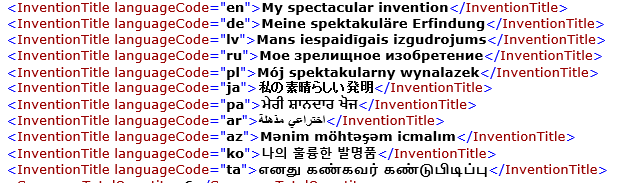 <InventionTitle languageCode="en">My spectacular invention</InventionTitle>
<InventionTitle languageCode="de">Meine spektakuläre Erfindung</InventionTitle>
<InventionTitle languageCode="lv">Mans iespaidīgais izgudrojums</InventionTitle>
<InventionTitle languageCode="ru">Мое зрелищное изобретение</InventionTitle>
<InventionTitle languageCode="pl">Mój spektakularny wynalazek</InventionTitle>
<InventionTitle languageCode="ja">私の素晴らしい発明</InventionTitle>
<InventionTitle languageCode="pa">ਮੇਰੀ ਸ਼ਾਨਦਾਰ ਖੋਜ</InventionTitle>
<InventionTitle languageCode="ar">اختراعي مذهلة</InventionTitle>
<InventionTitle languageCode="az">Mənim möhtəşəm icmalım</InventionTitle>
<InventionTitle languageCode="ko">나의 훌륭한 발명품</InventionTitle>
<InventionTitle languageCode="ta">எனது கண்கவர் கண்டுபிடிப்பு</InventionTitle>